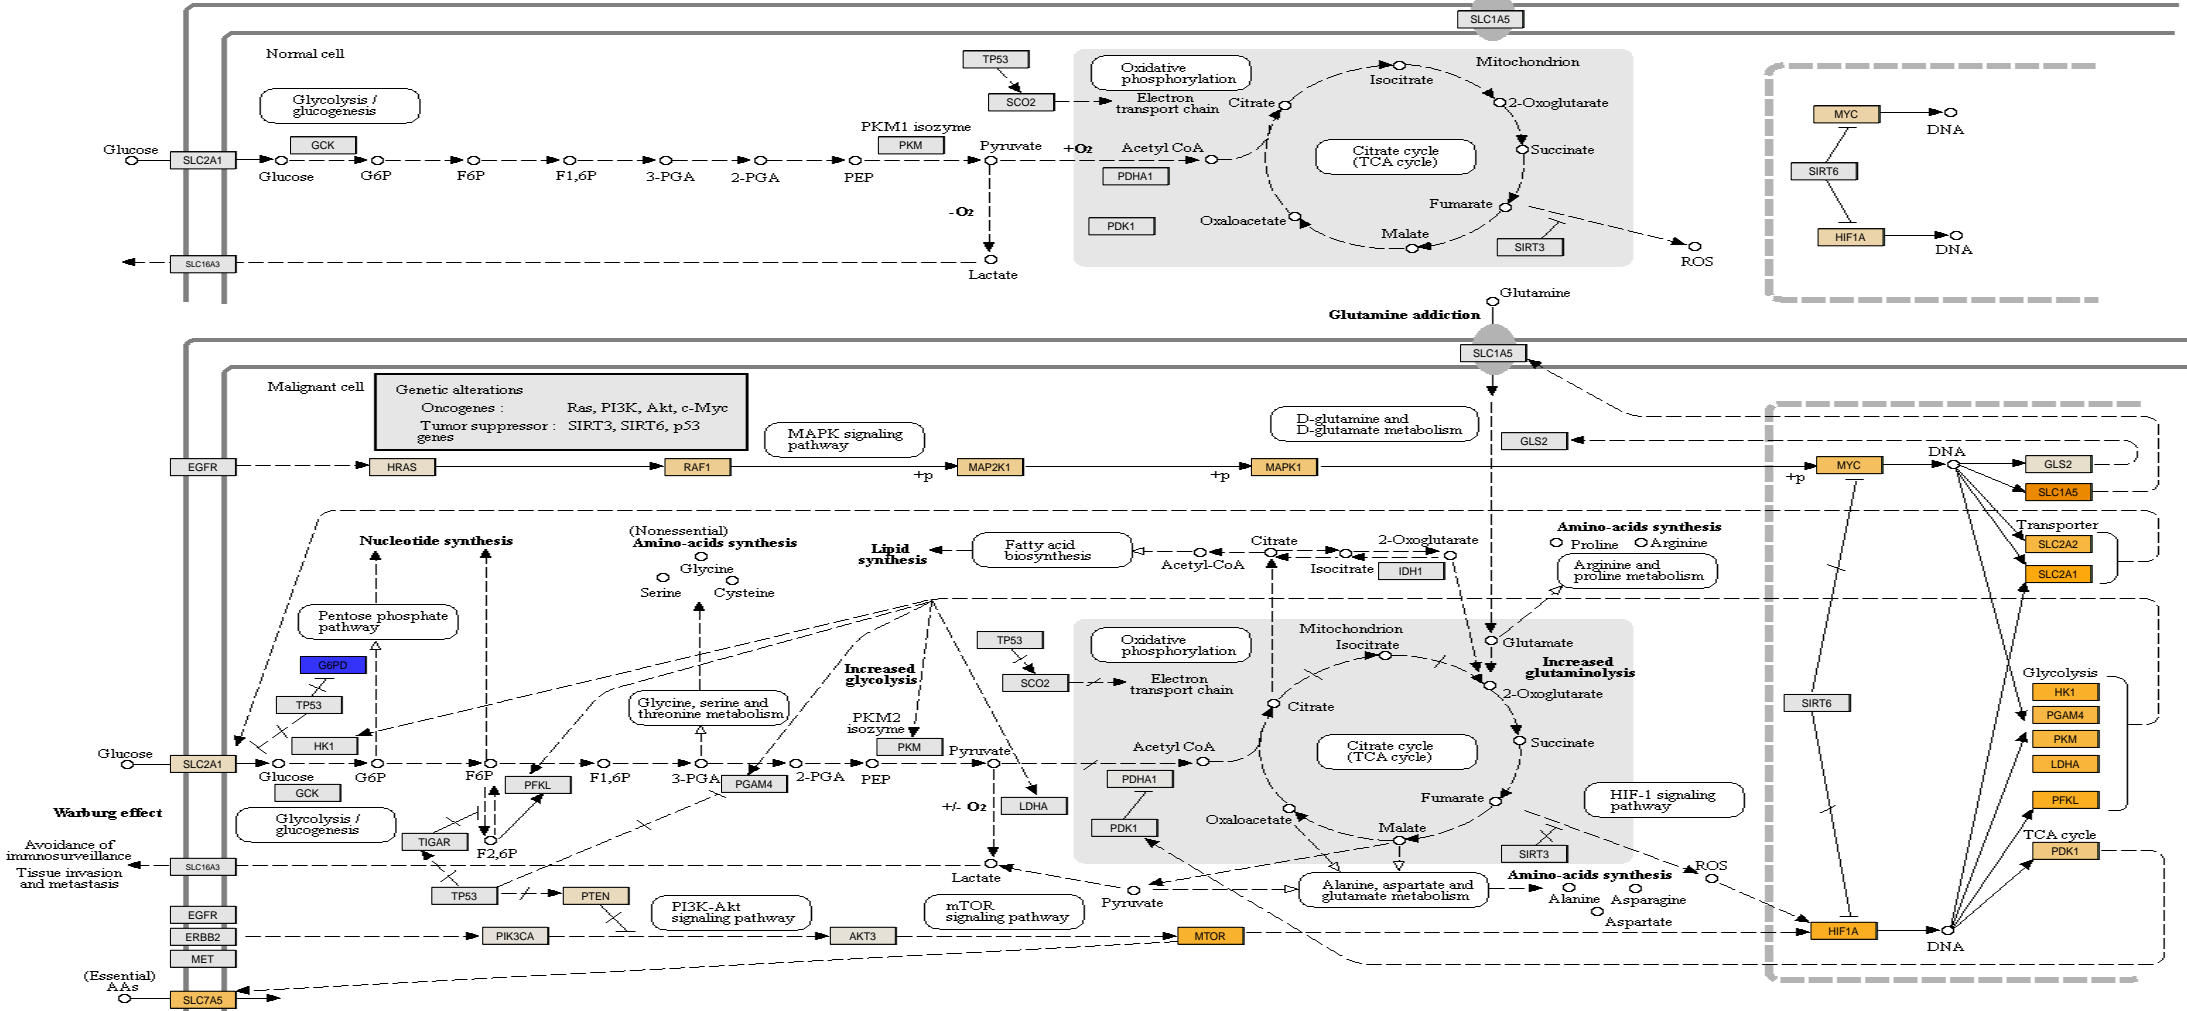 SLC1A5
Normal cell
TP53
Oxidative
phosphorylation
Mitochondrion
Isocitrate
Glycolysis /
glucogenesis
SCO2
Electron
transport chain
Citrate
2-Oxoglutarate
MYC
DNA
PKM1 isozyme
GCK
PKM
Glucose
SLC2A1
Pyruvate
+O2
Acetyl CoA
Citrate cycle
(TCA cycle)
Succinate
SIRT6
Glucose
G6P
F6P
F1,6P
3-PGA
2-PGA
PEP
PDHA1
-O2
PDK1
Oxaloacetate
Fumarate
Malate
SIRT3
HIF1A
DNA
SLC16A3
Lactate
ROS
Glutamine
Glutamine addiction
SLC1A5
Malignant cell
Genetic alterations
Oncogenes : Ras, PI3K, Akt, c-Myc
Tumor suppressor : SIRT3, SIRT6, p53
genes
MAPK signaling
pathway
D-glutamine and
D-glutamate metabolism
GLS2
EGFR
HRAS
RAF1
+p
MAP2K1
+p
MAPK1
+p
MYC
DNA
GLS2
SLC1A5
Transporter
SLC2A2
SLC2A1
Nucleotide synthesis
(Nonessential)
Amino-acids synthesis
Glycine
Serine
Cysteine
Lipid
synthesis
Fatty acid
biosynthesis
Acetyl-CoA
Citrate
Isocitrate
2-Oxoglutarate
IDH1
Amino-acids synthesis
Proline
Arginine
Arginine and
proline metabolism
Pentose phosphate
pathway
G6PD
TP53
HK1
Glycine, serine and
threonine metabolism
Increased
glycolysis
PKM2
isozyme
PKM
TP53
SCO2
Oxidative
phosphorylation
Electron
transport chain
Mitochondrion
Isocitrate
Glutamate
Increased
glutaminolysis
2-Oxoglutarate
Citrate
SIRT6
Glycolysis
HK1
PGAM4
PKM
LDHA
PFKL
Glucose
SLC2A1
Glucose
GCK
G6P
F6P
PFKL
F1,6P
3-PGA
PGAM4
2-PGA
PEP
Pyruvate
Acetyl CoA
Citrate cycle
(TCA cycle)
Succinate
PDHA1
PDK1
LDHA
+/- O2
Warburg effect
Glycolysis /
glucogenesis
TIGAR
F2,6P
Oxaloacetate
Fumarate
Malate
SIRT3
HIF-1 signaling
pathway
TCA cycle
PDK1
Avoidance of
immnosurveillance
Tissue invasion
and metastasis
SLC16A3
Lactate
ROS
TP53
PTEN
PI3K-Akt
signaling pathway
mTOR
signaling pathway
Pyruvate
Alanine, aspartate and
glutamate metabolism
Amino-acids synthesis
Alanine
Asparagine
Aspartate
EGFR
ERBB2
MET
PIK3CA
AKT3
MTOR
HIF1A
DNA
(Essential)
AAs
SLC7A5